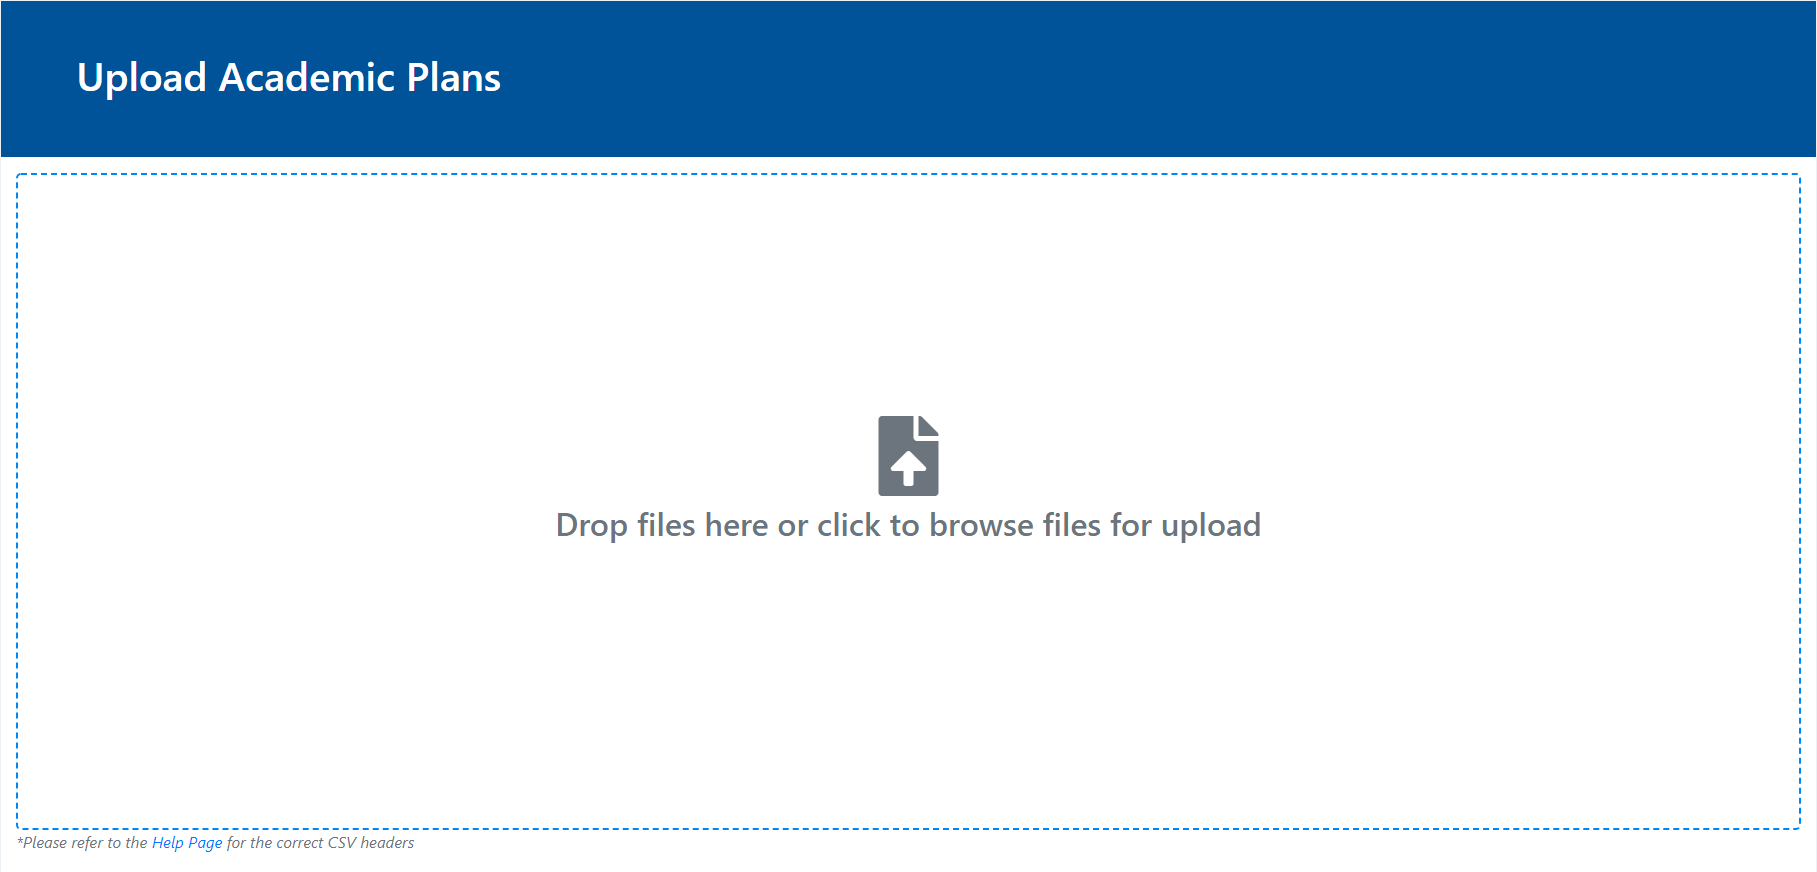 Upload Academic Plans
Drop files here or click to browse files for upload
*Please refer to the Help Page for the correct CSV headers